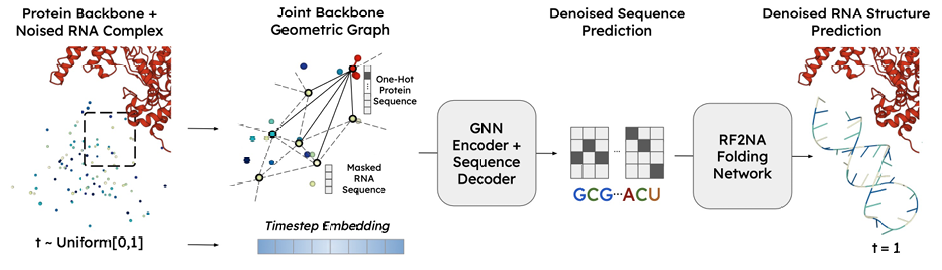 Protein Backbone +
Noised RNA Complex
t ~ Uniform[0,1]
Joint Backbone
Geometric Graph
One-Hot
Protein
Sequence
Masked
RNA
Sequence
Timestep Embedding
GNN
Encoder +
Sequence
Decoder
Denoised Sequence
Prediction
...
GCG...ACU
RF2NA
Folding
Network
Denoised RNA Structure
Prediction
t = 1